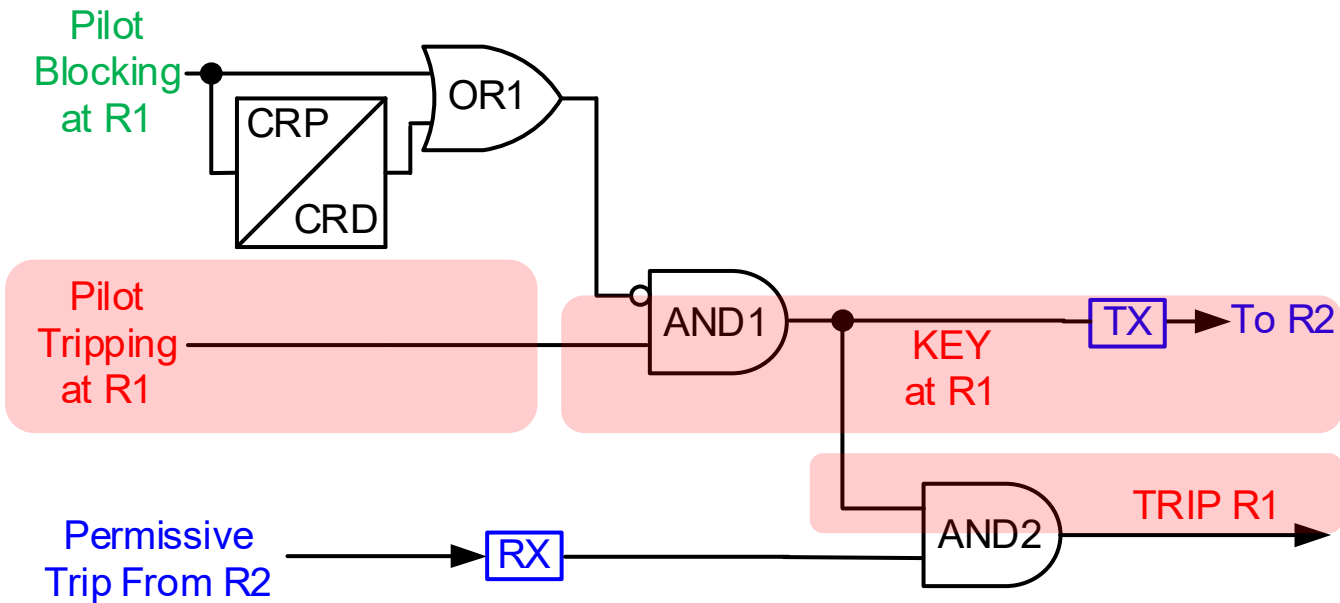 Pilot
Blocking
at R1
CRP
CRD
OR1
Pilot
Tripping
at R1
AND1
KEY
at R1
TX
To R2
Permissive
Trip From R2
RX
AND2
TRIP R1